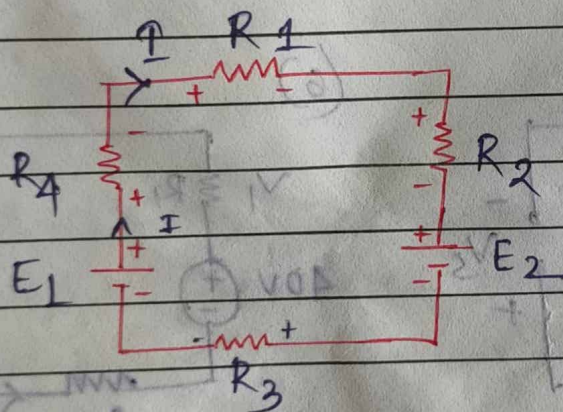 I R1
+ -
+
-
R4 R2
+ -
I
+ +
E1 E2
- -
- +
R3